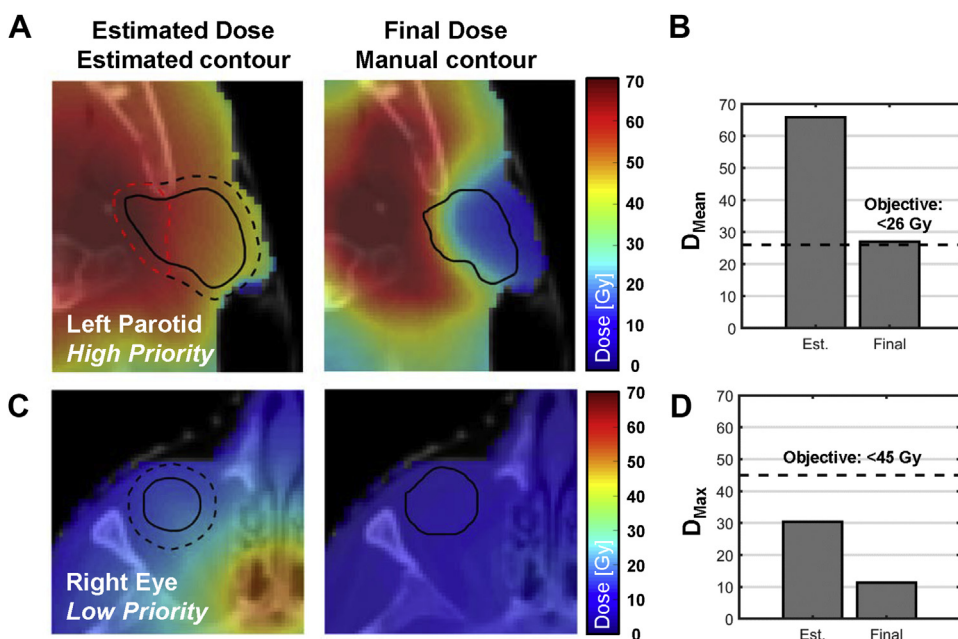 A
Estimated Dose
Estimated contour
Final Dose
Manual contour
Left Parotid
High Priority
70
60
50
40
30
20
10
0
Dose [Gy]
B
70
60
50
40
30
20
10
0
DMean
Objective:
<26 Gy
Est.
Final
C
Right Eye
Low Priority
70
60
50
40
30
20
10
0
Dose [Gy]
D
70
60
50
40
30
20
10
0
DMax
Objective: <45 Gy
Est.
Final